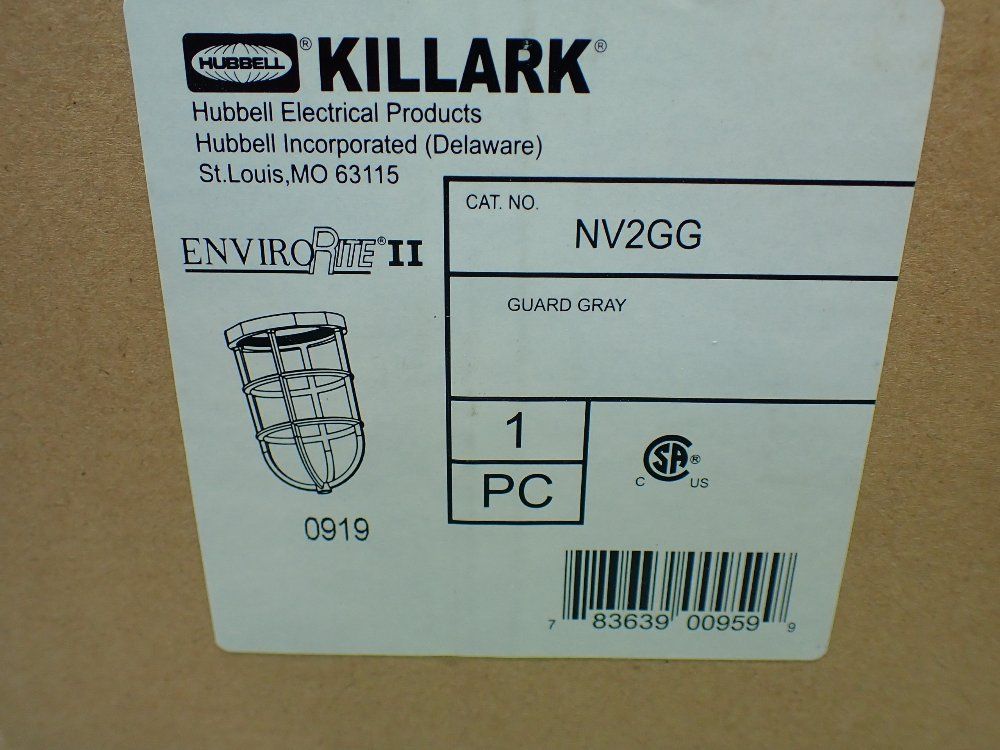 HUBBELL® KILLARK®
Hubbell Electrical Products
Hubbell Incorporated (Delaware)
St.Louis,MO 63115
ENVIRORITE® II
CAT. NO.
NV2GG
GUARD GRAY
1
PC
CSA®
C US
0919
7 83639 00959 9